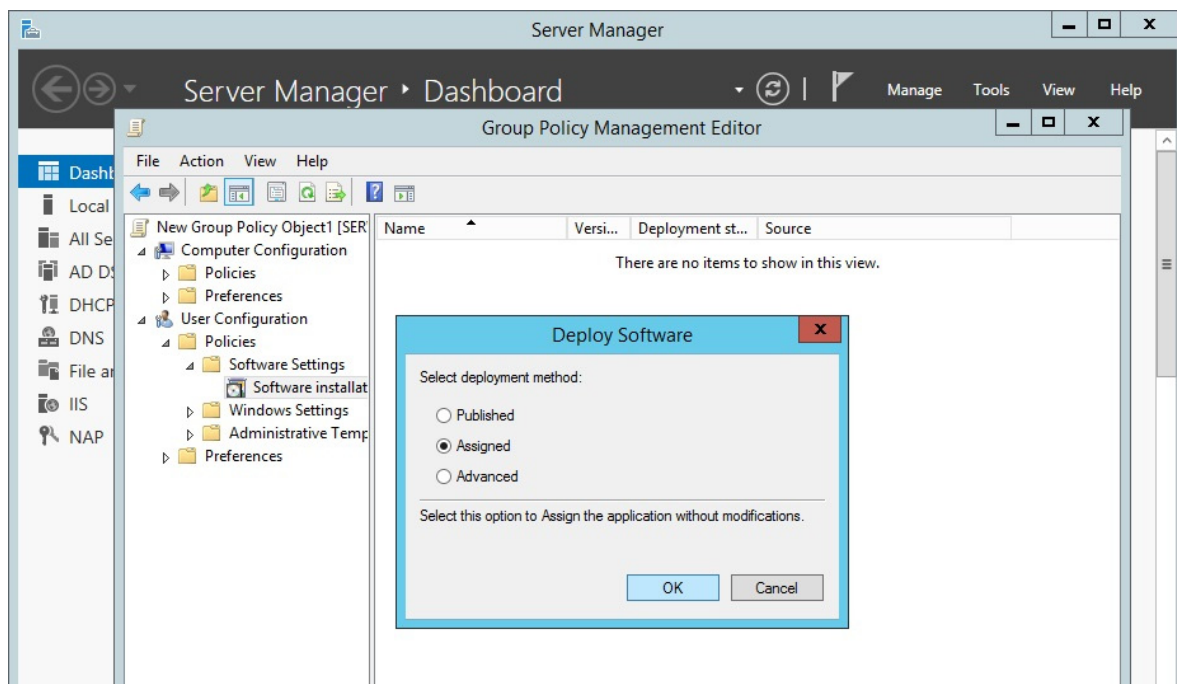 Server Manager
Server Manager • Dashboard
Manage Tools View Help
Group Policy Management Editor
File Action View Help
Dashb
Local
All Se
AD DS
DHCP
DNS
File an
IIS
NAP
New Group Policy Object1 [SER
Computer Configuration
Policies
Preferences
User Configuration
Policies
Software Settings
Software installat
Windows Settings
Administrative Temp
Preferences
Name Versi... Deployment st... Source
There are no items to show in this view.
Deploy Software
Select deployment method:
Published
Assigned
Advanced
Select this option to Assign the application without modifications.
OK Cancel